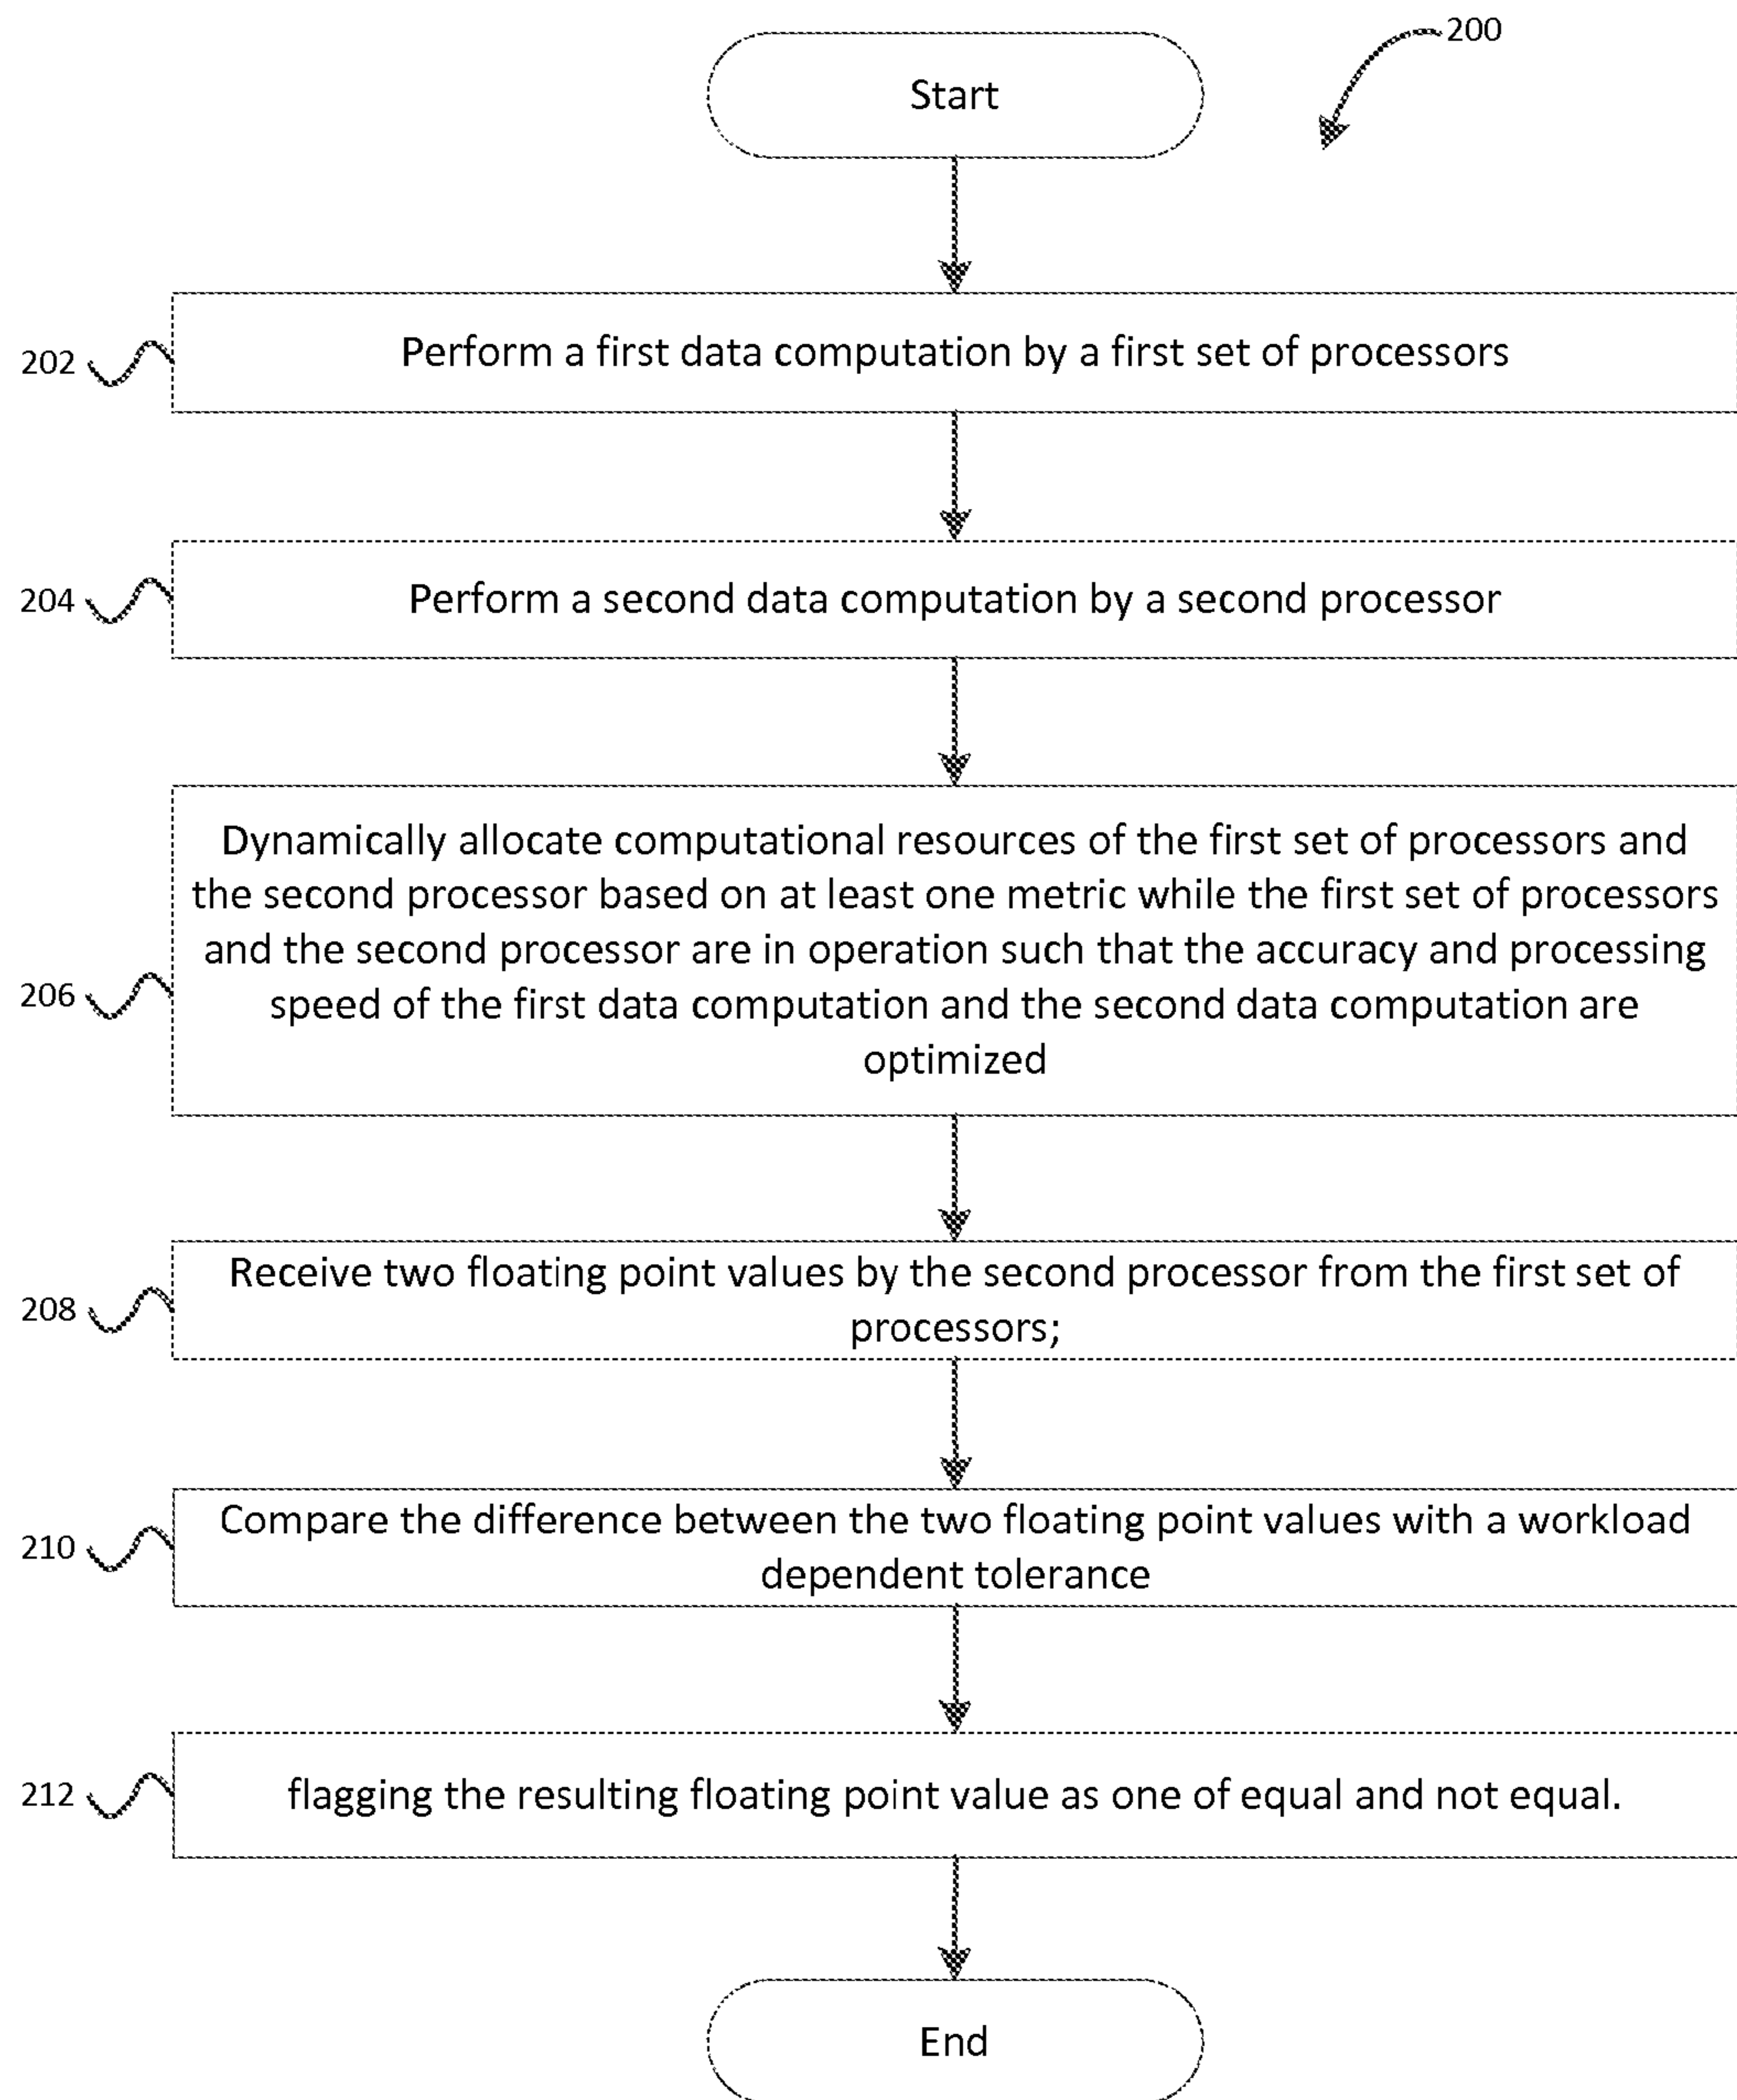 200
Start
202
Perform a first data computation by a first set of processors
204
Perform a second data computation by a second processor
Dynamically allocate computational resources of the first set of processors and
the second processor based on at least one metric while the first set of processors
and the second processor are in operation such that the accuracy and processing
206
speed of the first data computation and the second data computation are
optimized
Receive two floating point values by the second processor from the first set of
208
processors;
Compare the difference between the two floating point values with a workload
210
dependent tolerance
212
flagging the resulting floating point value as one of equal and not equal.
End